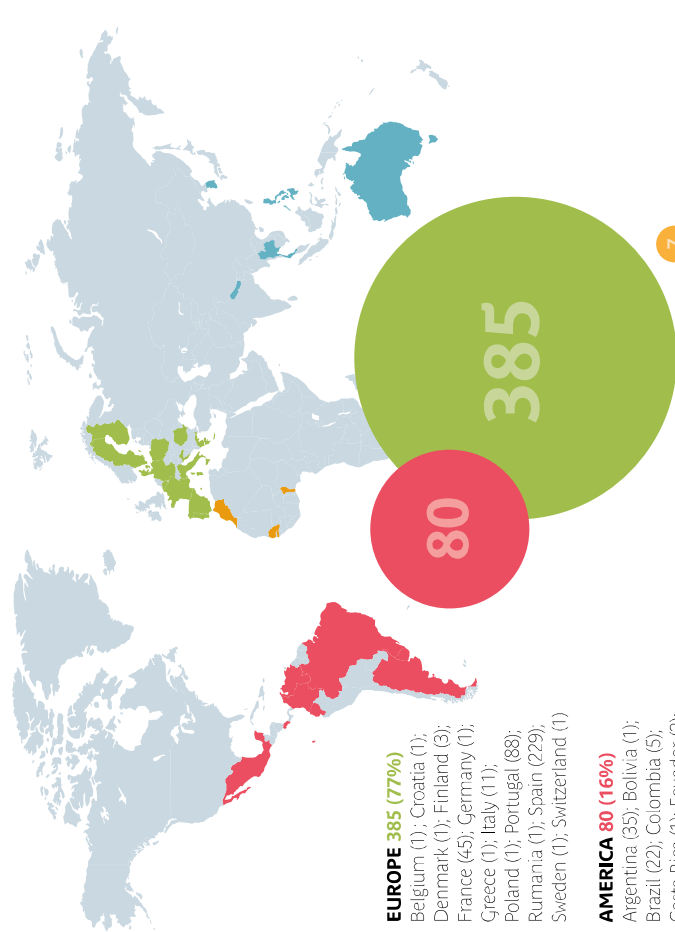 385
80
7
EUROPE 385 (77%)
Belgium (1) ; Croatia (1);
Denmark (1); Finland (3);
France (45); Germany (1);
Greece (1); Italy (11);
Poland (1); Portugal (88);
Rumania (1); Spain (229);
Sweden (1); Switzerland (1)
AMERICA 80 (16%)
Argentina (35); Bolivia (1);
Brazil (22); Colombia (5);